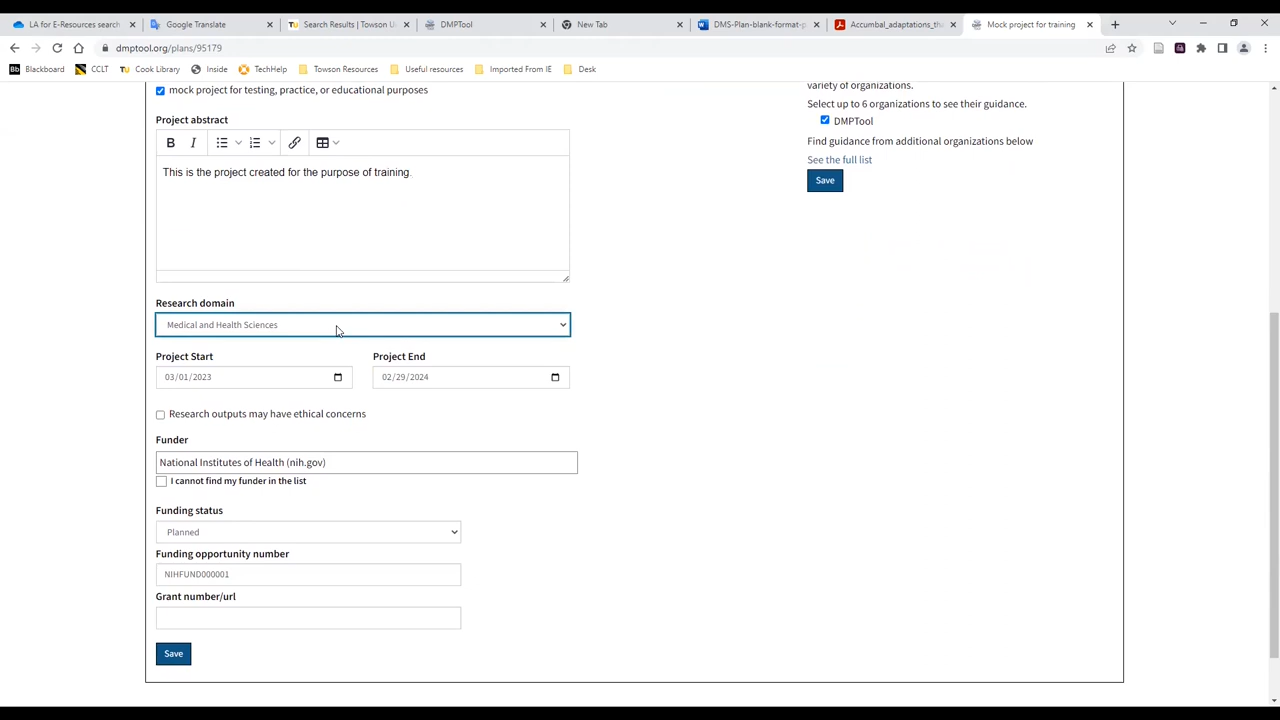 LA for E-Resources search
Google Translate
Search Results | Towson U
DMPTool
New Tab
DMS-Plan-blank-format-p
Accumbal_adaptations_tha
Mock project for training
dmptool.org/plans/95179
Blackboard
CCLT
Cook Library
Inside
TechHelp
Towson Resources
Useful resources
Imported From IE
Desk
mock project for testing, practice, or educational purposes
Project abstract
This is the project created for the purpose of training.
Research domain
Medical and Health Sciences
Project Start
Project End
03/01/2023
02/29/2024
Research outputs may have ethical concerns
Funder
National Institutes of Health (nih.gov)
I cannot find my funder in the list
Funding status
Planned
Funding opportunity number
NIHFUND000001
Grant number/url
Save
variety of organizations.
Select up to 6 organizations to see their guidance.
DMPTool
Find guidance from additional organizations below
See the full list
Save